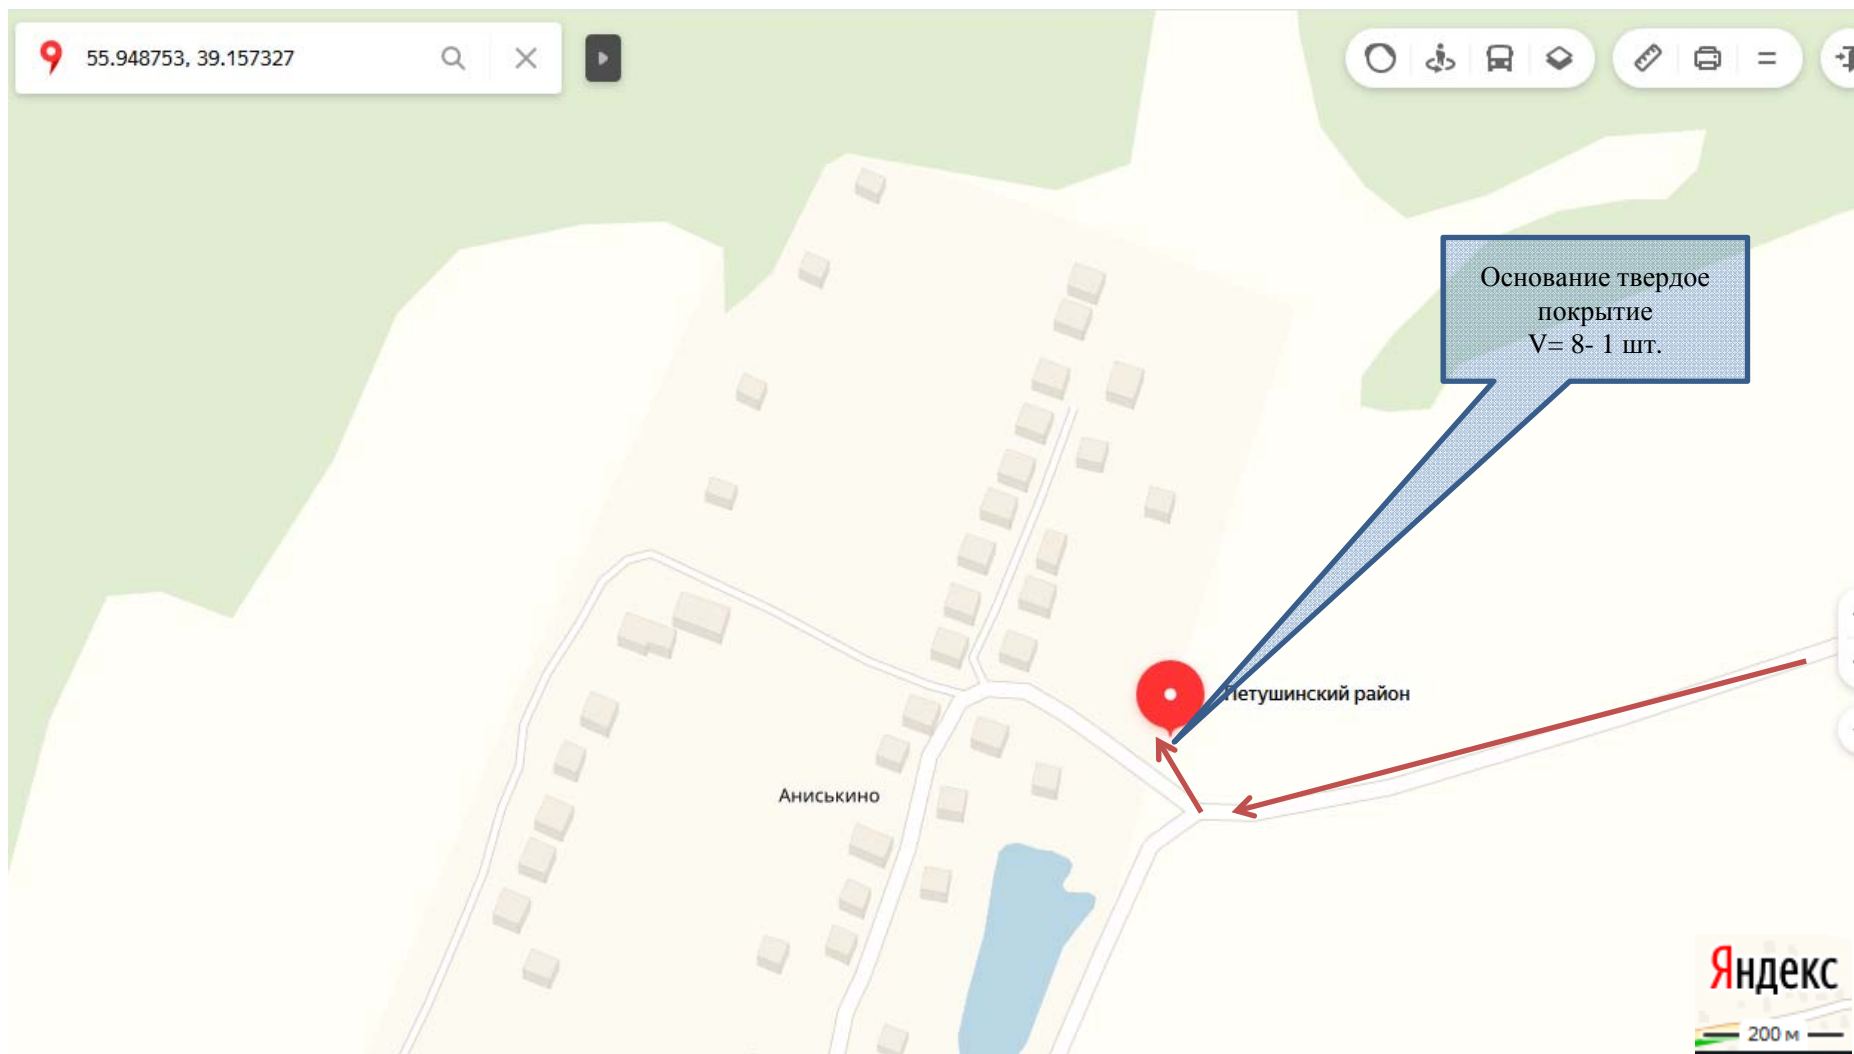 55.948753, 39.157327
Основание твердое
покрытие
V= 8- 1 шт.
Петушинский район
Аниськино
Яндекс
200 м